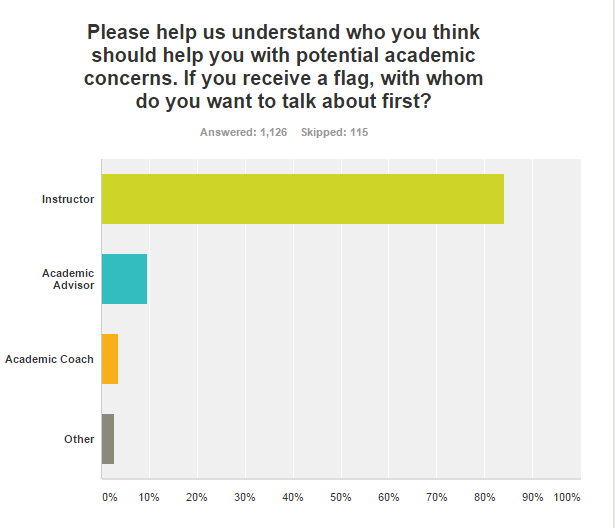 Please help us understand who you think
should help you with potential academic
concerns. If you receive a flag, with whom
do you want to talk about first?
Answered: 1,126 Skipped: 115
Instructor
Academic
Advisor
Academic Coach
Other
0% 10% 20% 30% 40% 50% 60% 70% 80% 90% 100%